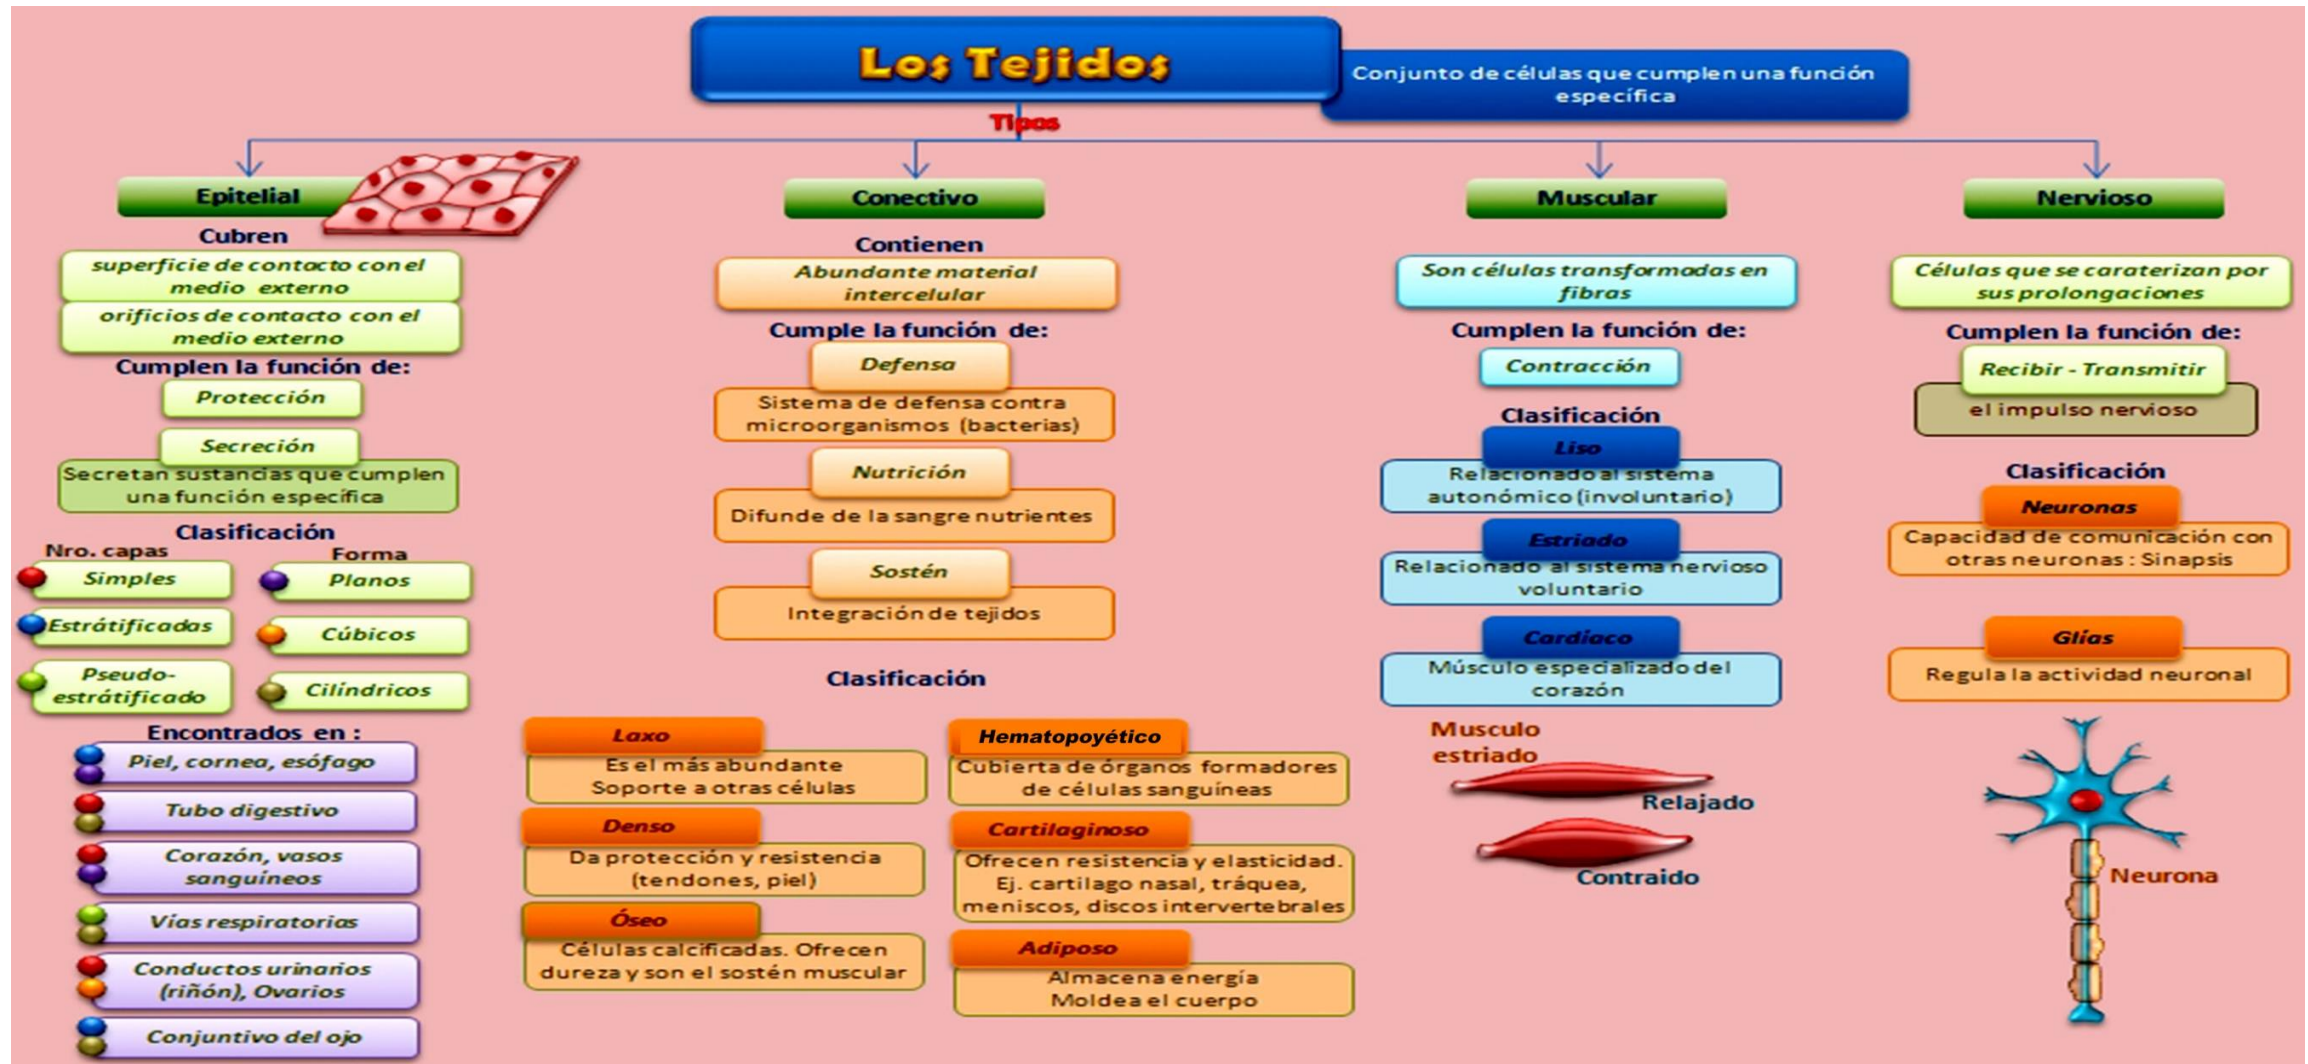 Los Tejidos
Conjunto de células que cumplen una función
específica
Tipos
Epitelial
Cubren
superficie de contacto con el
medio externo
orificios de contacto con el
medio externo
Cumplen la función de:
Protección
Secreción
Secretan sustancias que cumplen
una función específica
Clasificación
Nro. capas
Simples
Estrátificadas
Pseudo-
estrátificado
Forma
Planos
Cúbicos
Cilíndricos
Encontrados en :
Piel, cornea, esófago
Tubo digestivo
Corazón, vasos
sanguíneos
Vías respiratorias
Conductos urinarios
(riñón), Ovarios
Conjuntivo del ojo
Conectivo
Contienen
Abundante material
intercelular
Cumple la función de:
Defensa
Sistema de defensa contra
microorganismos (bacterias)
Nutrición
Difunde de la sangre nutrientes
Sostén
Integración de tejidos
Clasificación
Laxo
Es el más abundante
Soporte a otras células
Denso
Da protección y resistencia
(tendones, piel)
Óseo
Células calcificadas. Ofrecen
dureza y son el sostén muscular
Hematopoyético
Cubierta de órganos formadores
de células sanguíneas
Cartilaginoso
Ofrecen resistencia y elasticidad.
Ej. cartilago nasal, tráquea,
meniscos, discos intervertebrales
Adiposo
Almacena energía
Moldea el cuerpo
Muscular
Son células transformadas en
fibras
Cumplen la función de:
Contracción
Clasificación
Liso
Relacionado al sistema
autonómico (involuntario)
Estriado
Relacionado al sistema nervioso
voluntario
Cardíaco
Músculo especializado del
corazón
Musculo
estriado
Relajado
Contraido
Nervioso
Células que se caraterizan por
sus prolongaciones
Cumplen la función de:
Recibir - Transmitir
el impulso nervioso
Clasificación
Neuronas
Capacidad de comunicación con
otras neuronas : Sinapsis
Glías
Regula la actividad neuronal
Neurona